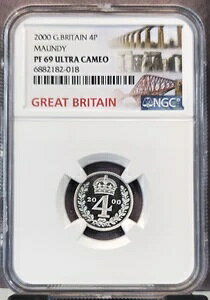 2000 G.BRITAIN 4P
MAUNDY
PF 69 ULTRA CAMEO
6882182-018
NGC
GREAT BRITAIN
20 4 00